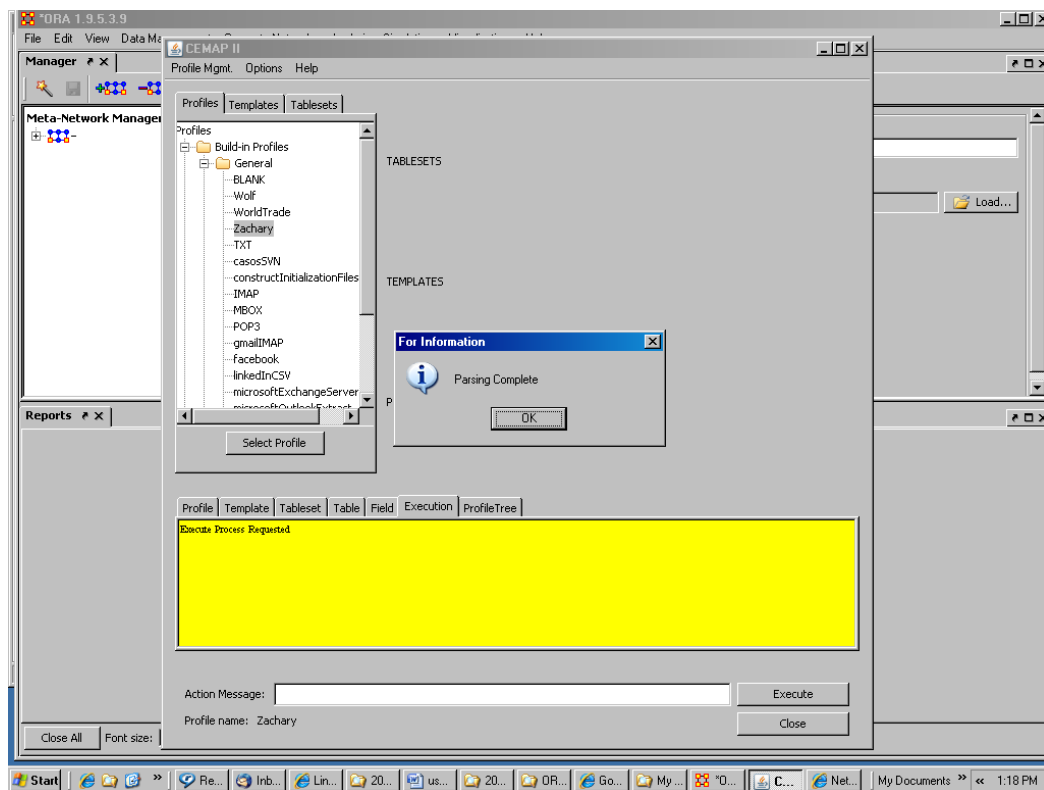 *ORA 1.9.5.3.9
File Edit View Data Ma
CEMAP II
Manager
Profile Mgmt. Options Help
Profiles Templates Tablesets
Meta-Network Manager
Profiles
Build-in Profiles
General
TABLESETS
BLANK
Wolf
WorldTrade
Load...
Zachary
TXT
casosSVN
constructInitializationFiles
TEMPLATES
IMAP
MBOX
POP3
gmailIMAP
For Information
facebook
linkedInCSV
Parsing Complete
microsoftExchangeServer
microsoftOutlookExtract
P
Reports
OK
Select Profile
Profile Template Tableset Table Field Execution ProfileTree
Execute Process Requested
Action Message:
Execute
Profile name: Zachary
Close
Close All Font size:
Start » Re... Inb... Lin... 20... us... 20... OR... Go... My ... *O... C... Net... My Documents » « 1:18 PM